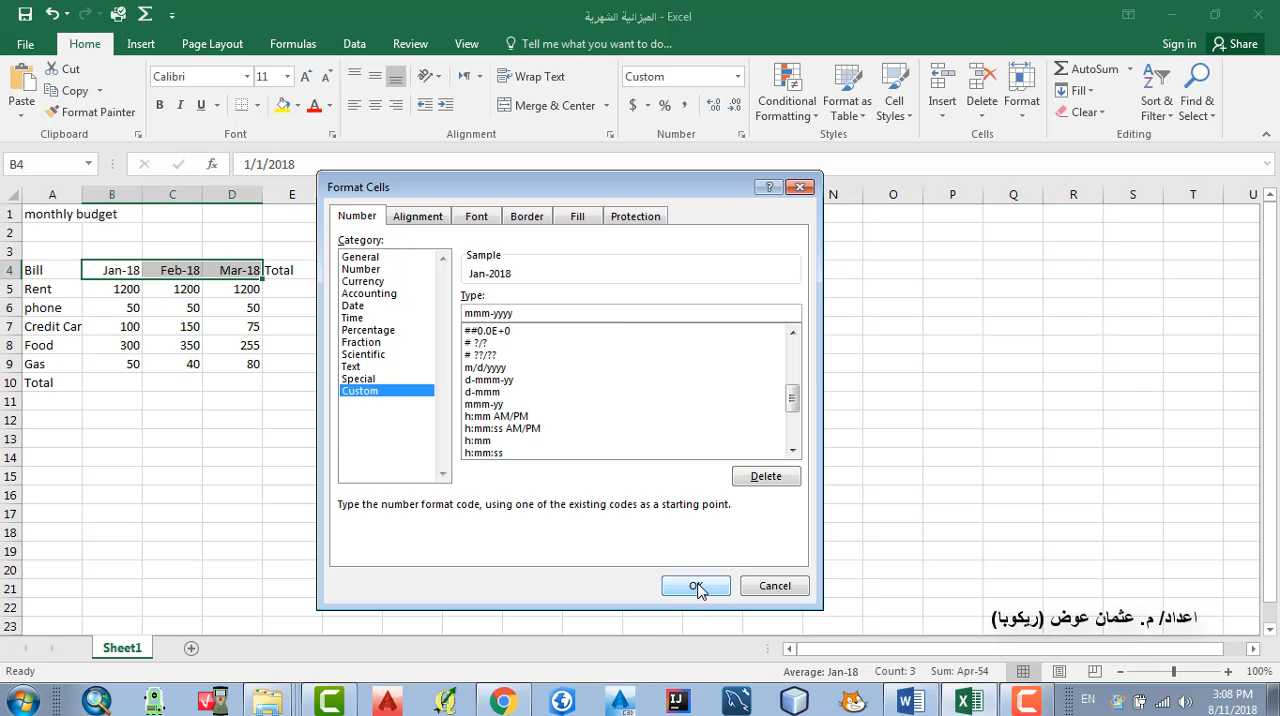 الميزانية الشهرية - Excel
File Home Insert Page Layout Formulas Data Review View Tell me what you want to do... Sign in Share
Paste
Cut
Copy
Format Painter
Clipboard
Calibri 11
B I U A
Font
Wrap Text
Merge & Center
Alignment
Custom
$ % ,
Number
Conditional Formatting
Format as Table
Cell Styles
Styles
Insert Delete Format
Cells
AutoSum
Fill
Clear
Sort & Filter
Find & Select
Editing
B4 fx 1/1/2018
A B C D E N O P Q R S T U
1 monthly budget
2
3
4 Bill Jan-18 Feb-18 Mar-18 Total
5 Rent 1200 1200 1200
6 phone 50 50 50
7 Credit Car 100 150 75
8 Food 300 350 255
9 Gas 50 40 80
10 Total
11
12
13
14
15
16
17
18
19
20
21
22
23
Format Cells
Number Alignment Font Border Fill Protection
Category:
General
Number
Currency
Accounting
Date
Time
Percentage
Fraction
Scientific
Text
Special
Custom
Sample
Jan-2018
Type:
mmm-yyyy
##0.0E+0
# ?/?
# ??/??
m/d/yyyy
d-mmm-yy
d-mmm
mmm-yy
h:mm AM/PM
h:mm:ss AM/PM
h:mm
h:mm:ss
Delete
Type the number format code, using one of the existing codes as a starting point.
OK Cancel
اعداد/ م. عثمان عوض (ريكوبا)
Sheet1
Ready Average: Jan-18 Count: 3 Sum: Apr-54 100%
EN 3:08 PM
8/11/2018